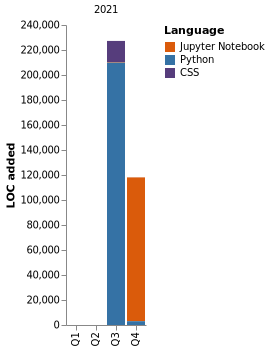 2021
Language
Jupyter Notebook
Python
CSS
LOC added
240,000
220,000
200,000
180,000
160,000
140,000
120,000
100,000
80,000
60,000
40,000
20,000
0
Q1
Q2
Q3
Q4